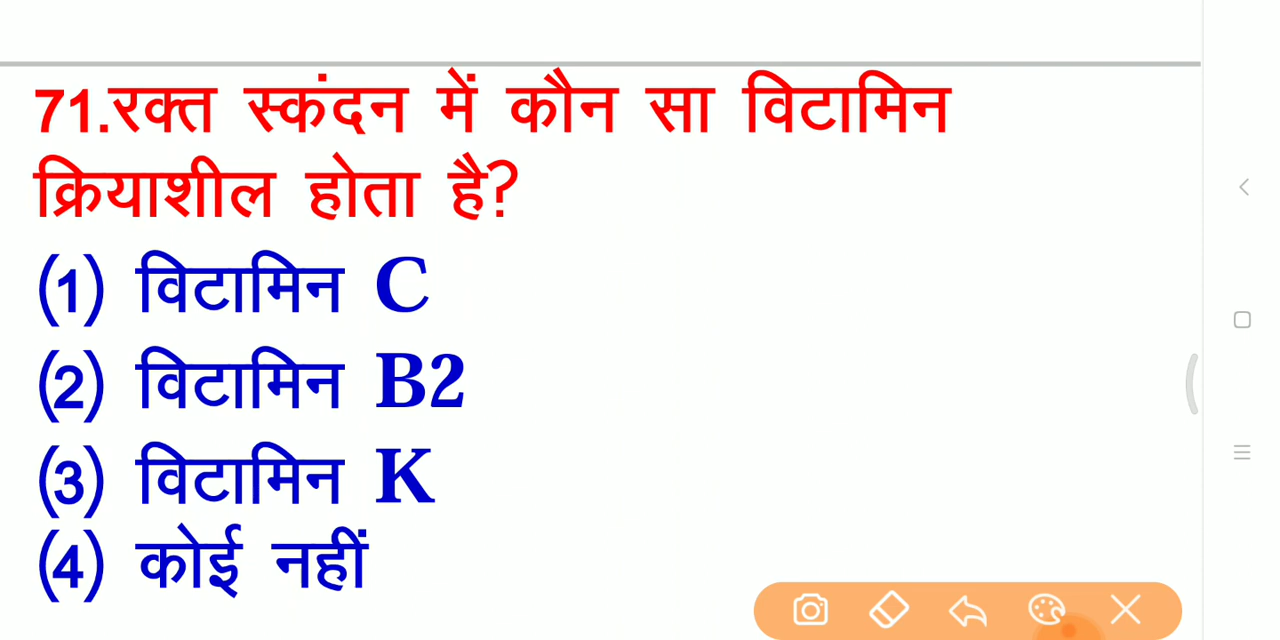 71.रक्त स्कंदन में कौन सा विटामिन
क्रियाशील होता है?
(1) विटामिन C
(2) विटामिन B2
(3) विटामिन K
(4) कोई नहीं